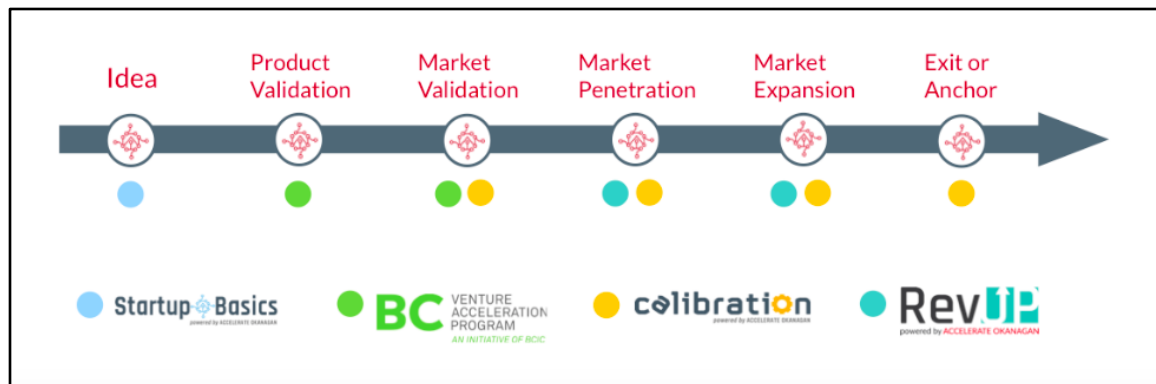 Idea
Product
Validation
Market
Validation
Market
Penetration
Market
Expansion
Exit or
Anchor
Startup Basics
powered by ACCELERATE OKANAGAN
BC VENTURE
ACCELERATION
PROGRAM
AN INITIATIVE OF BCIC
calibration
powered by ACCELERATE OKANAGAN
RevUP
powered by ACCELERATE OKANAGAN